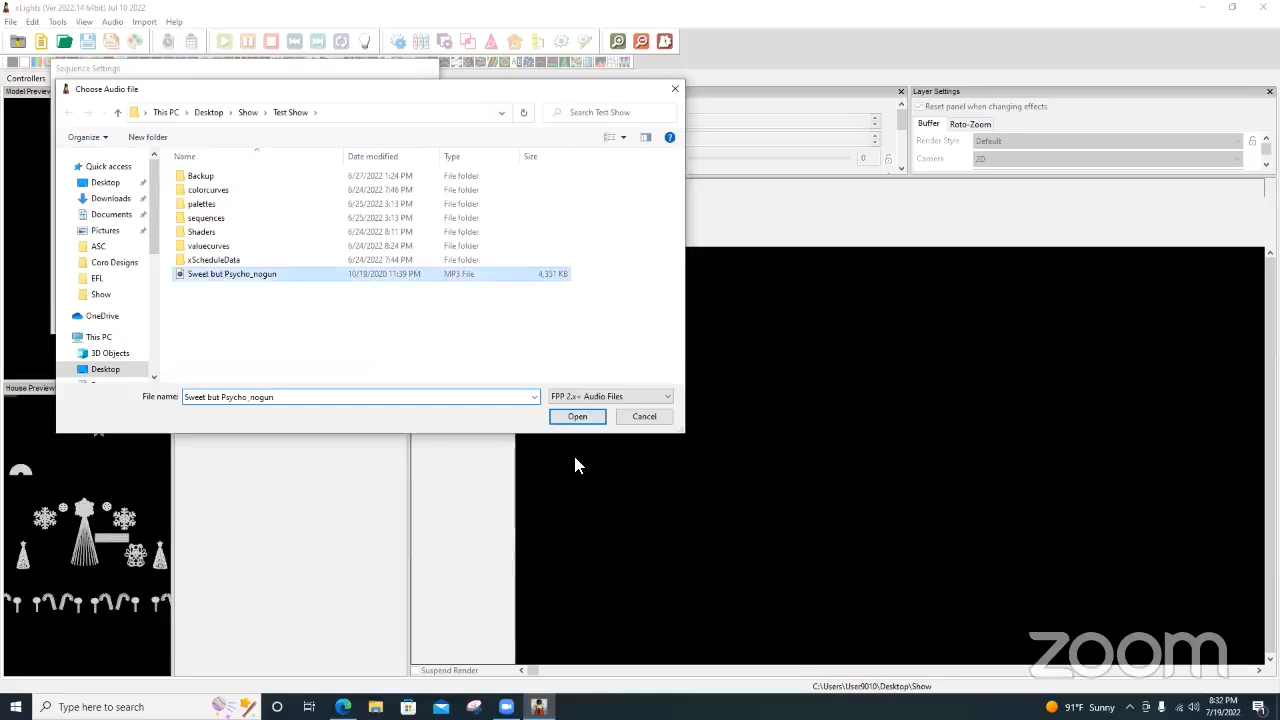 xLights (Ver 2022.14 64bit) Jul 10 2022
File Edit Tools View Audio Import Help
Sequence Settings
Controllers
Model Preview
Choose Audio file
This PC Desktop Show Test Show
Search Test Show
Organize New folder
Name Date modified Type Size
Backup 6/27/2022 1:24 PM File folder
colorcurves 6/24/2022 7:46 PM File folder
palettes 6/25/2022 3:13 PM File folder
sequences 6/25/2022 3:13 PM File folder
Shaders 6/24/2022 8:11 PM File folder
valuecurves 6/24/2022 8:24 PM File folder
xScheduleData 6/24/2022 7:44 PM File folder
Sweet but Psycho_nogun 10/19/2020 11:39 PM MP3 File 4,351 KB
Quick access
Desktop
Downloads
Documents
Pictures
ASC
Coro Designs
EFL
Show
OneDrive
This PC
3D Objects
Desktop
File name: Sweet but Psycho_nogun FPP 2.x+ Audio Files
Open Cancel
Layer Settings
Reset panel when changing effects
Buffer Roto-Zoom
Render Style Default
Camera 2D
0
House Preview
Suspend Render
zoom
C:\Users\User9010\Desktop\Show
Type here to search
91°F Sunny
8:32 PM
7/19/2022